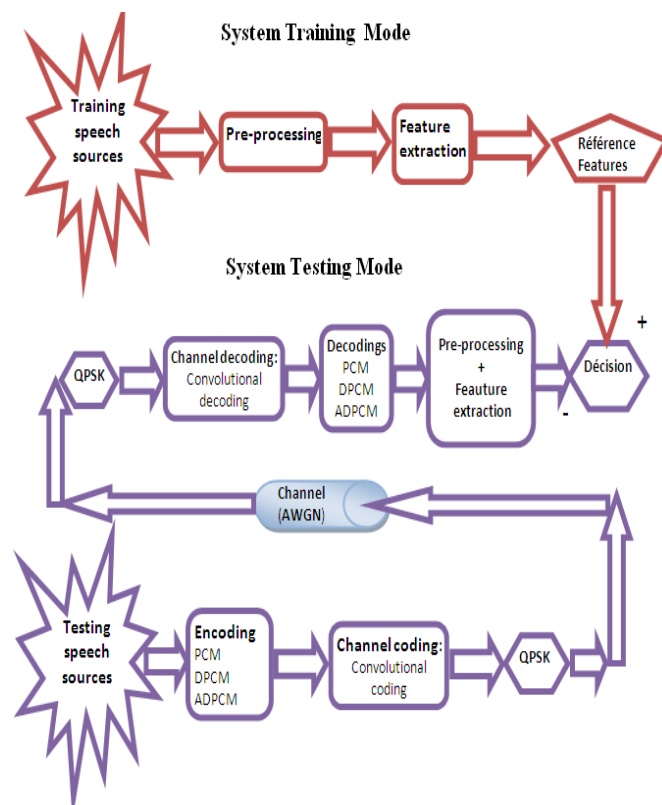 System Training Mode
Training
speech
sources
Pre-processing
Feature
extraction
Référence
Features
System Testing Mode
QPSK
Channel decoding:
Convolutional
decoding
Decodings
PCM
DPCM
ADPCM
Pre-processing
+
Feauture
extraction
+
-
Décision
Channel
(AWGN)
Testing
speech
sources
Encoding
PCM
DPCM
ADPCM
Channel coding:
Convolutional
coding
QPSK